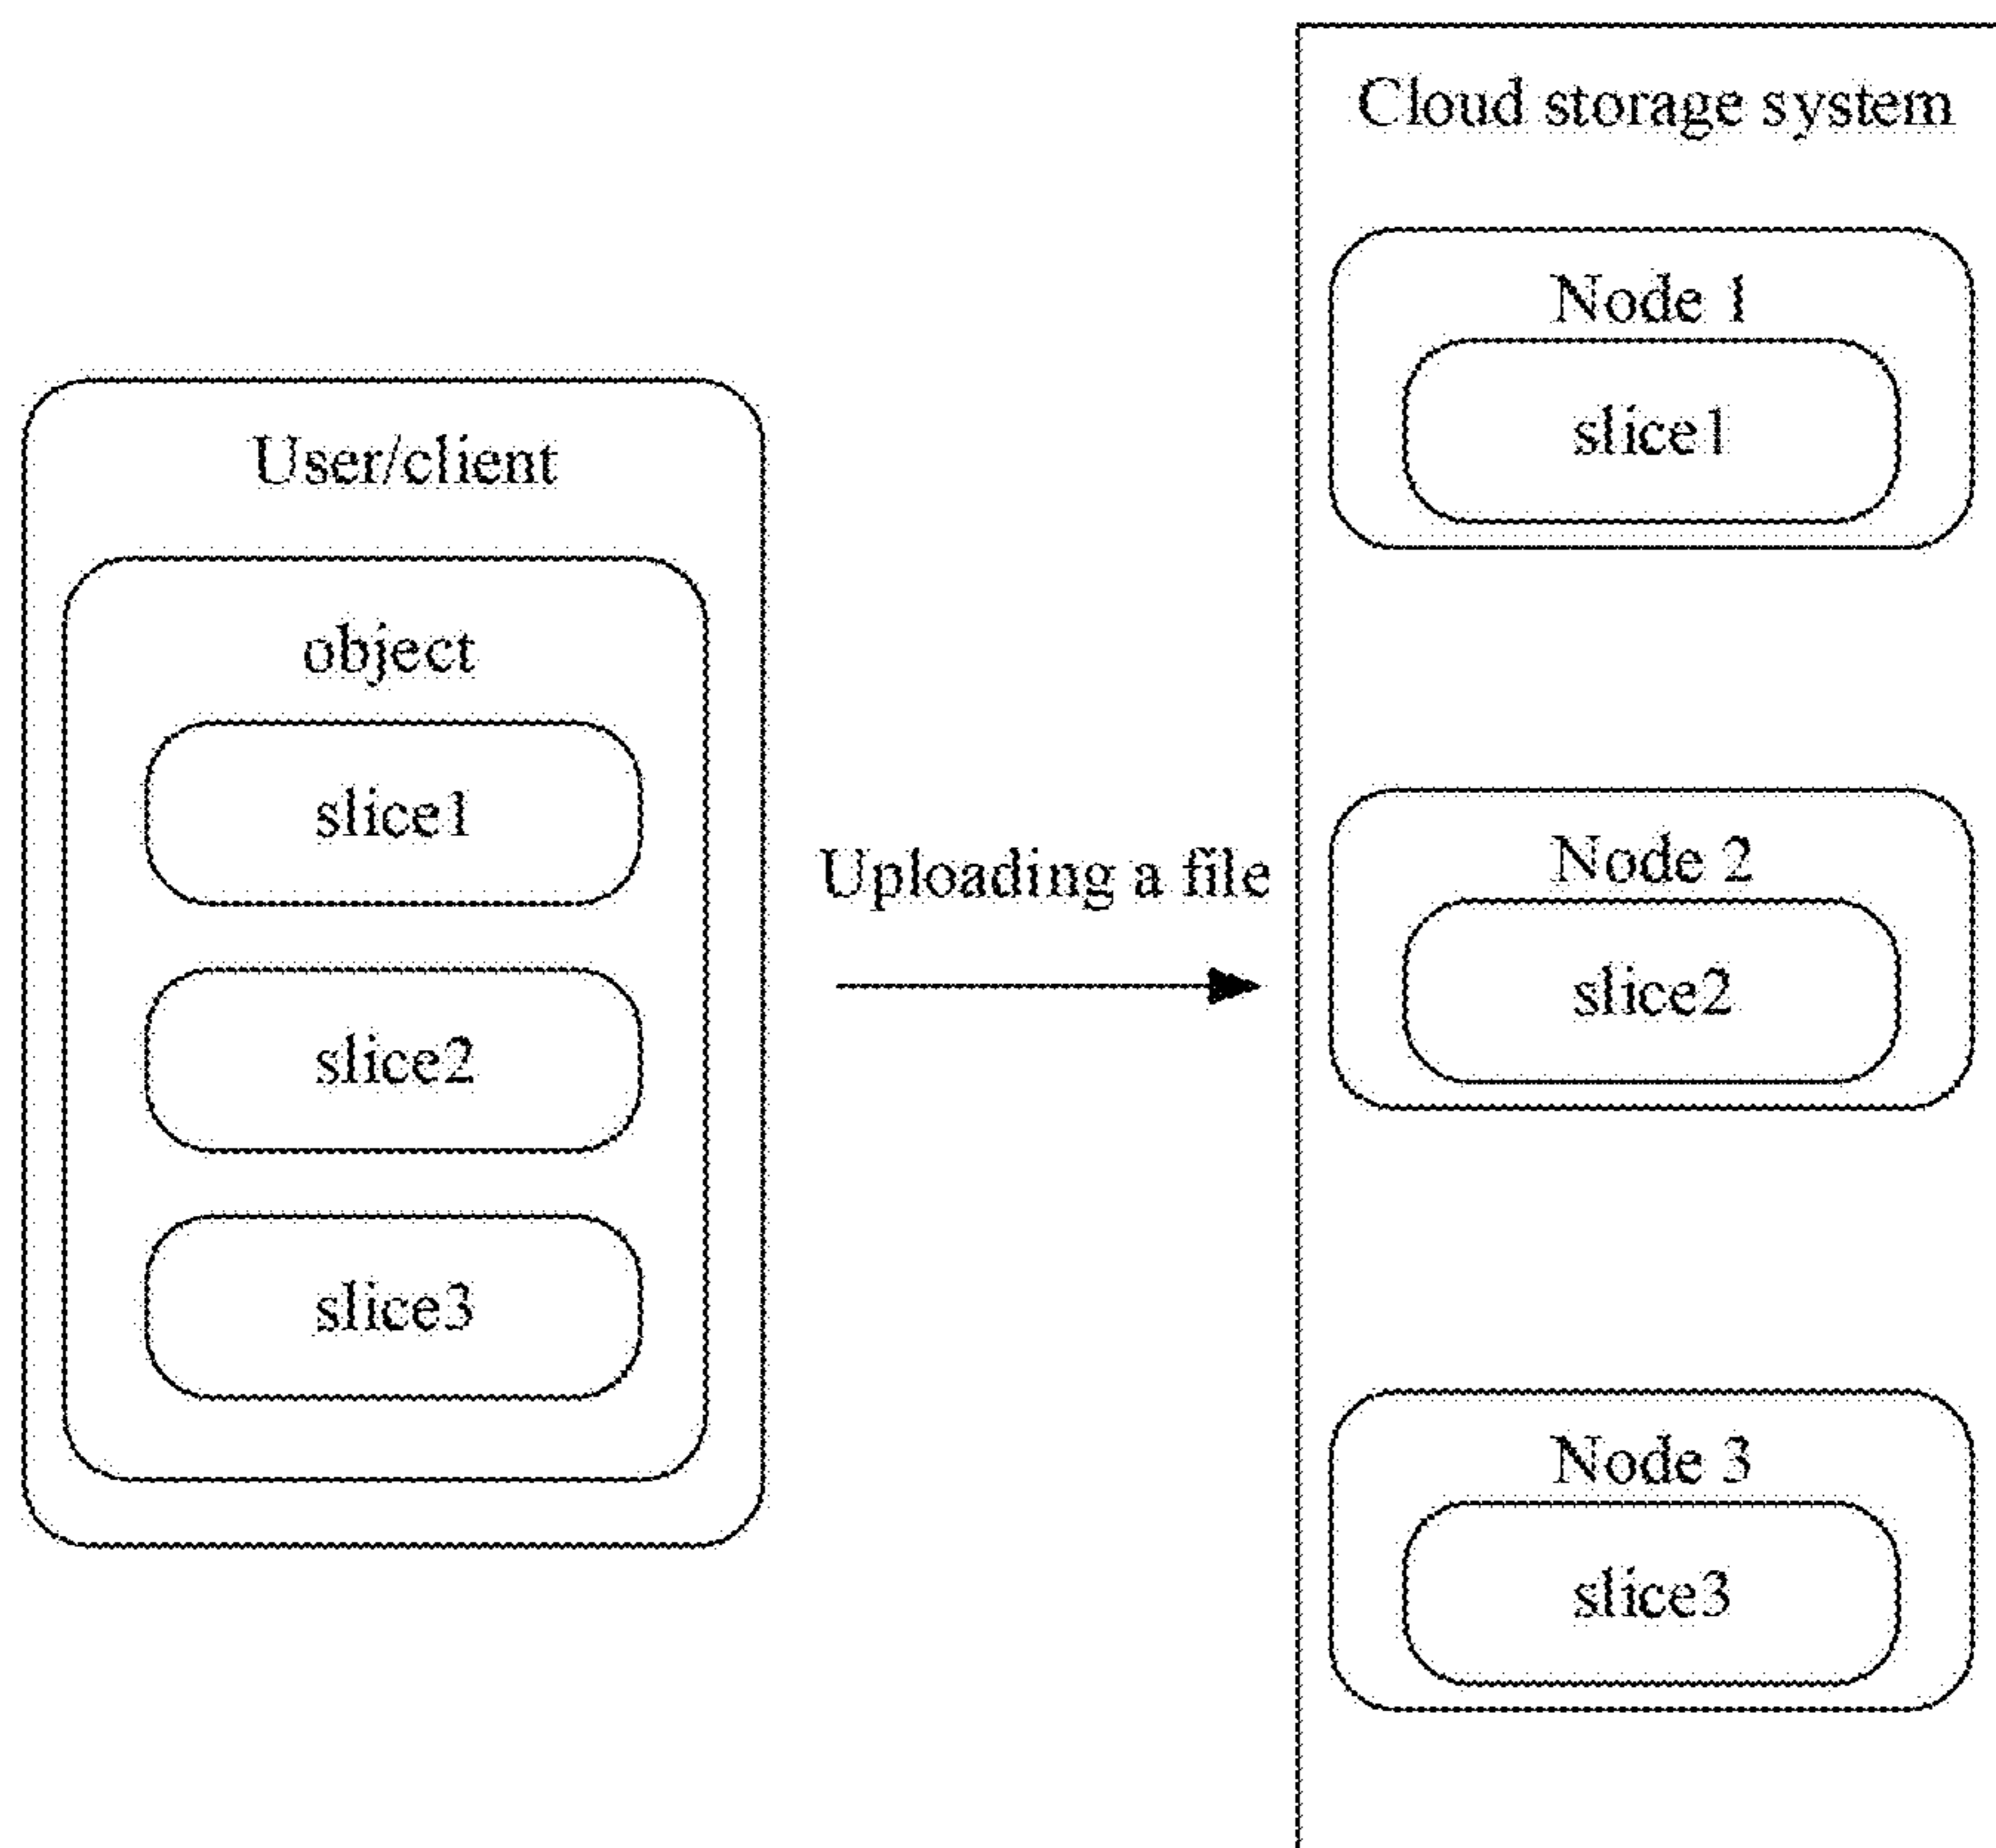 User/client
object
slice1
slice2
slice3
Uploading a file
Cloud storage system
Node 1
slice1
Node 2
slice2
Node 3
slice3